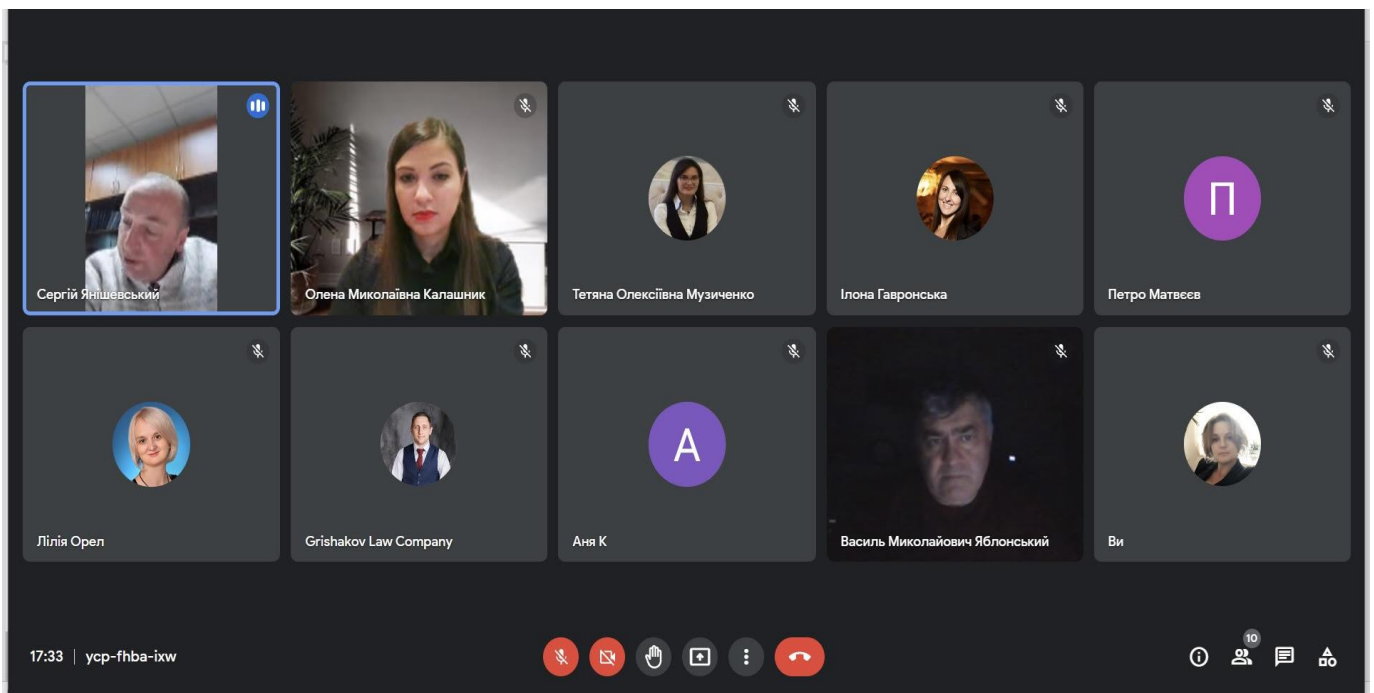 Сергій Янішевський
Олена Миколаївна Калашник
Тетяна Олексіївна Музиченко
Ілона Гавронська
П
Петро Матвєєв
Лілія Орел
Grishakov Law Company
А
Аня К
Василь Миколайович Яблонський
Ви
17:33 | ycp-fhba-ixw
10